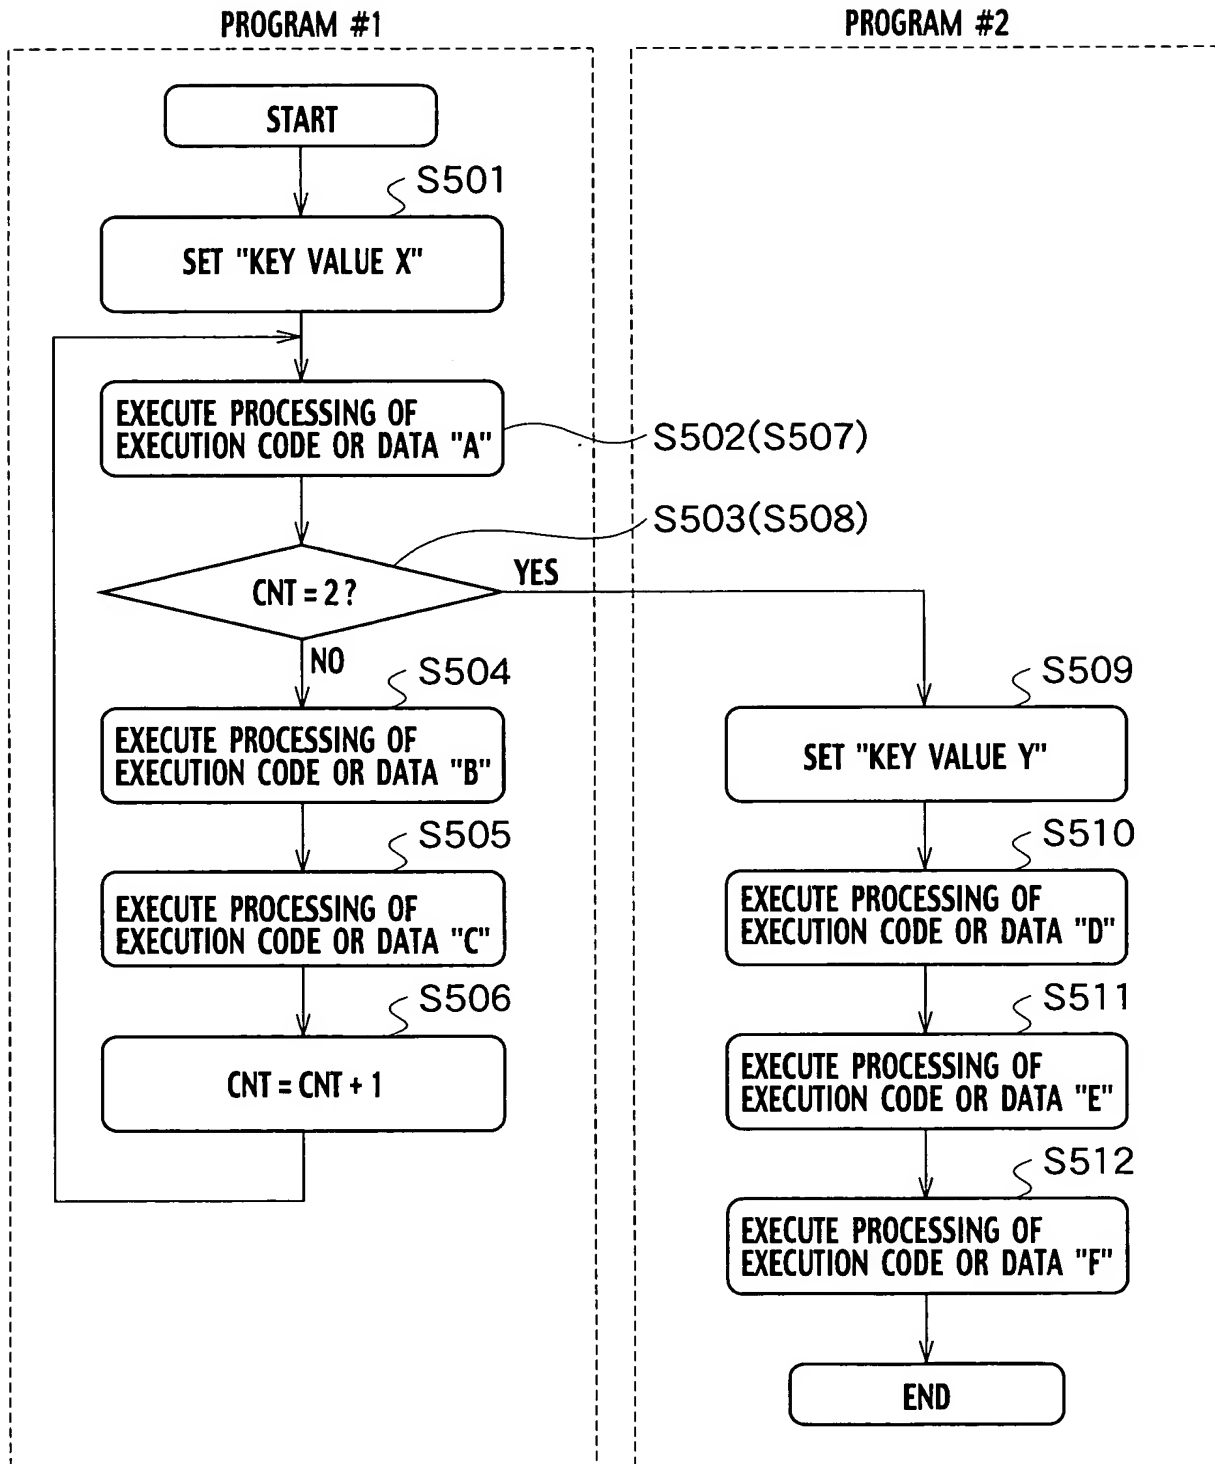 PROGRAM #1
PROGRAM #2
START
S501
SET "KEY VALUE X"
EXECUTE PROCESSING OF
EXECUTION CODE OR DATA "A"
S502(S507)
S503(S508)
CNT = 2 ?
YES
NO
S504
EXECUTE PROCESSING OF
EXECUTION CODE OR DATA "B"
S505
EXECUTE PROCESSING OF
EXECUTION CODE OR DATA "C"
S506
CNT = CNT + 1
S509
SET "KEY VALUE Y"
S510
EXECUTE PROCESSING OF
EXECUTION CODE OR DATA "D"
S511
EXECUTE PROCESSING OF
EXECUTION CODE OR DATA "E"
S512
EXECUTE PROCESSING OF
EXECUTION CODE OR DATA "F"
END